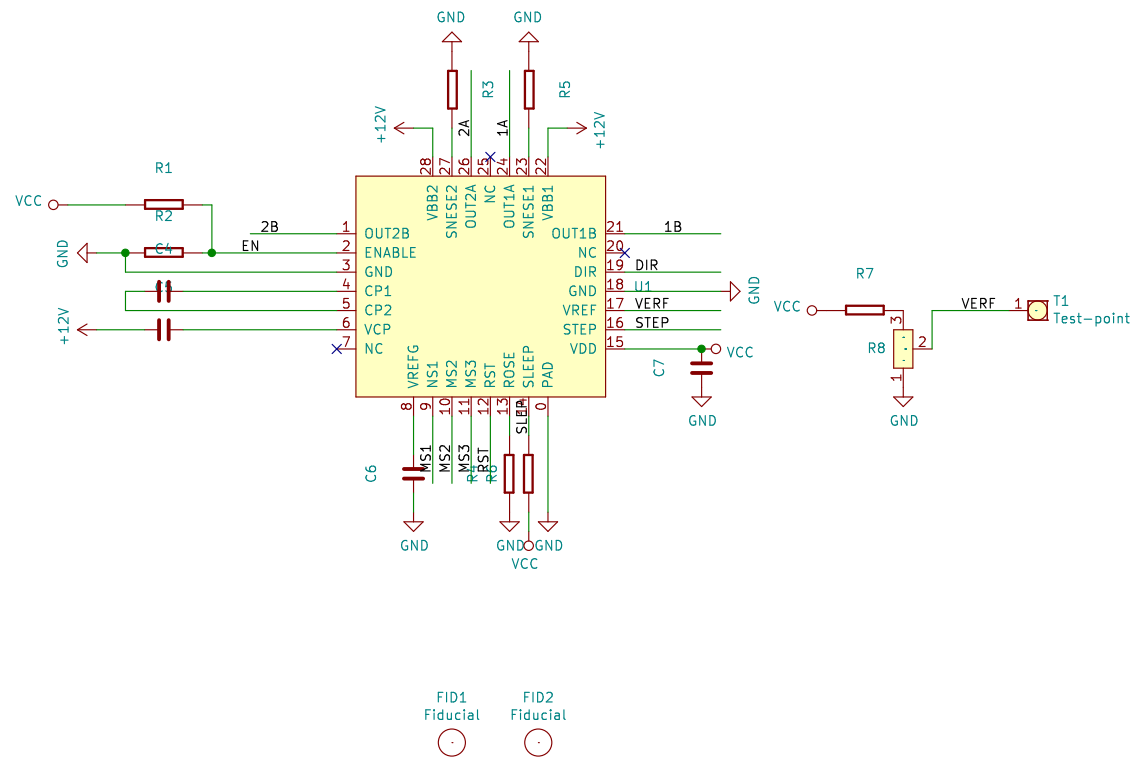 GND
GND
R3
R5
+12V
2A
1A
+12V
28
27
26
25
24
23
22
VBB2
SNESE2
OUT2A
NC
OUT1A
SNESE1
VBB1
R1
VCC
R2
GND
C4
2B
EN
1 OUT2B
2 ENABLE
3 GND
4 CP1
5 CP2
6 VCP
7 NC
+12V
OUT1B 21 1B
NC 20
DIR 19 DIR
GND 18 U1 GND
VREF 17 VERF
STEP 16 STEP
VDD 15 VCC
C7
GND
VREFG
NS1
MS2
MS3
RST
ROSE
SLEEP
PAD
8
9
10
11
12
13
14
0
SLEP
MS1
MS2
MS3
RST
C6
R4
R6
GND
GND
GND
VCC
R7
VCC
3
R8
2
1
GND
VERF
1
T1
Test-point
FID1
Fiducial
FID2
Fiducial